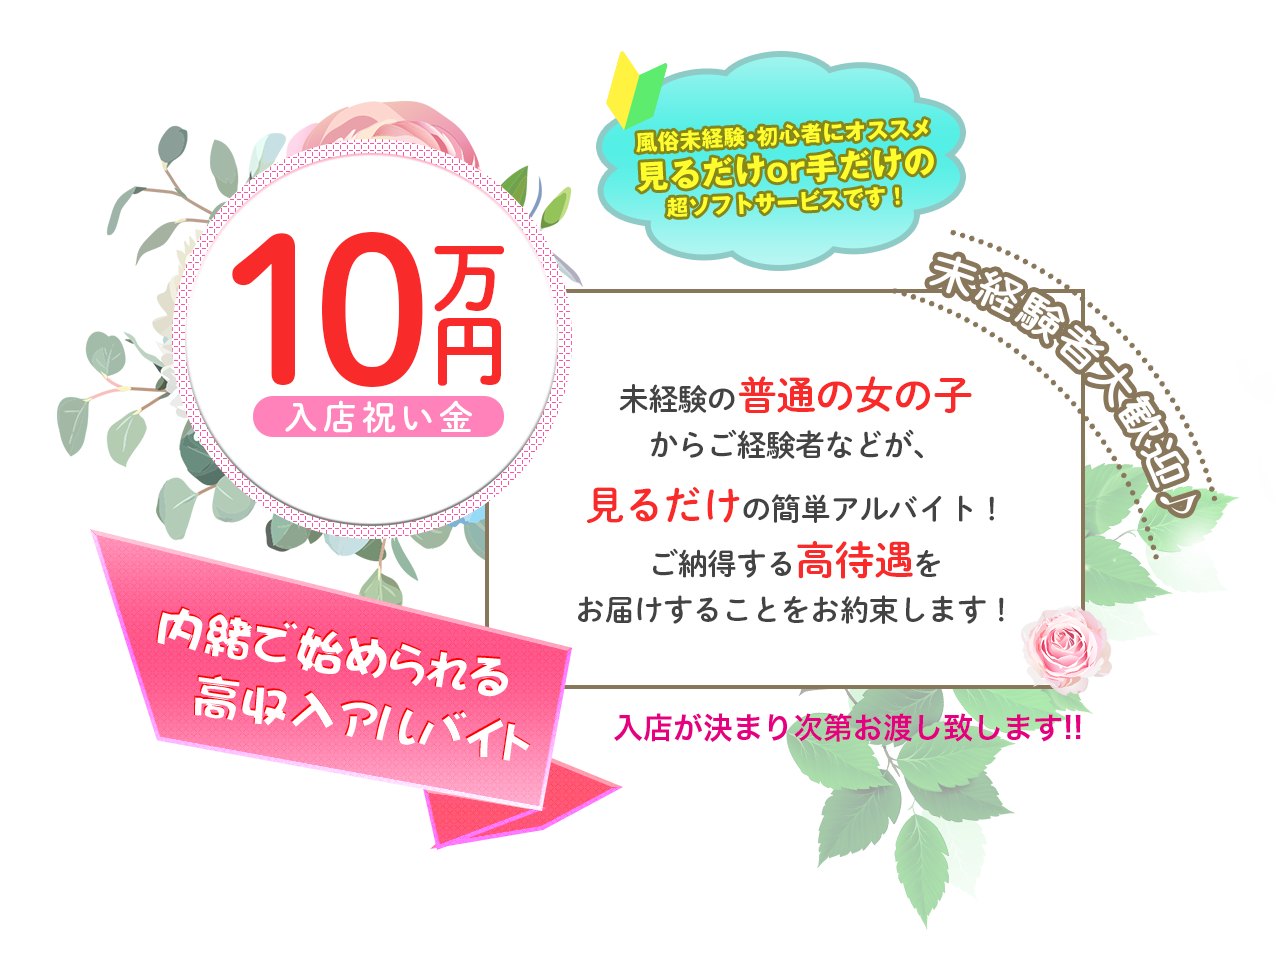 風俗未経験・初心者にオススメ
見るだけor手だけの
超ソフトサービスです！
10万円
入店祝い金
未経験者大歓迎♪
未経験の普通の女の子
からご経験者などが、
見るだけの簡単アルバイト！
ご納得する高待遇を
お届けすることをお約束します！
内緒で始められる
高収入アルバイト
入店が決まり次第お渡し致します!!